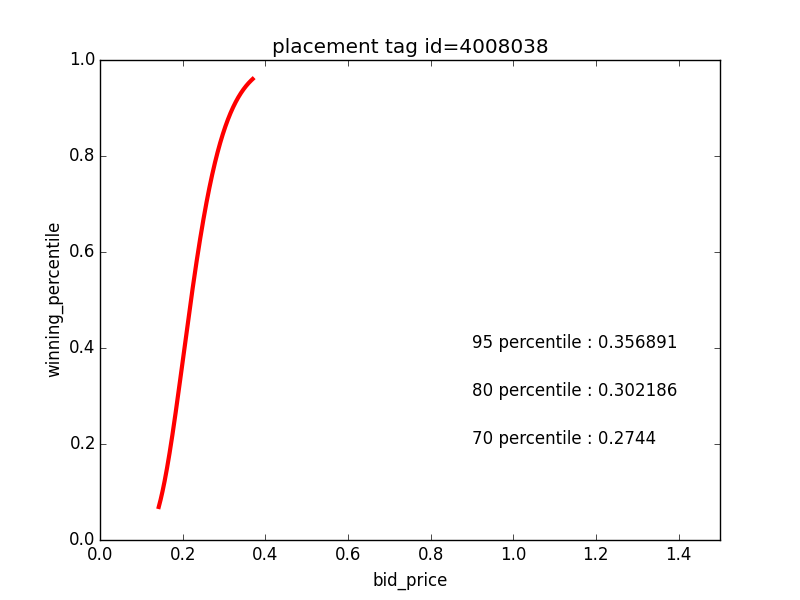 placement tag id=4008038
1.0
0.8
0.6
0.4
0.2
0.0
winning_percentile
95 percentile : 0.356891
80 percentile : 0.302186
70 percentile : 0.2744
0.0 0.2 0.4 0.6 0.8 1.0 1.2 1.4
bid_price